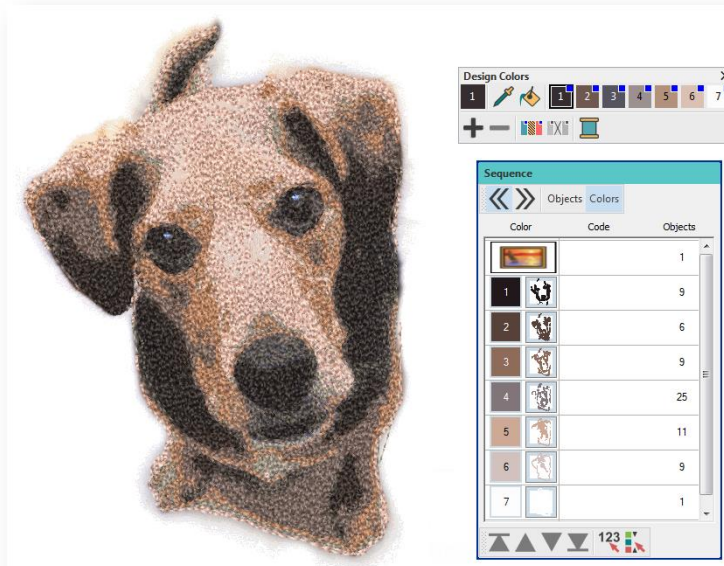 Design Colors
1 1 2 3 4 5 6 7
Sequence
Objects Colors
Color Code Objects
1
1 9
2 6
3 9
4 25
5 11
6 9
7 1
123